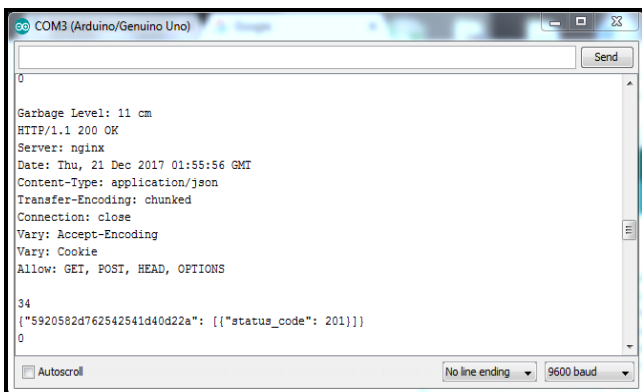 COM3 (Arduino/Genuino Uno)
Google
Send
0
Garbage Level: 11 cm
HTTP/1.1 200 OK
Server: nginx
Date: Thu, 21 Dec 2017 01:55:56 GMT
Content-Type: application/json
Transfer-Encoding: chunked
Connection: close
Vary: Accept-Encoding
Vary: Cookie
Allow: GET, POST, HEAD, OPTIONS
34
{"5920582d762542541d40d22a": [{"status_code": 201}]}
0
Autoscroll
No line ending
9600 baud